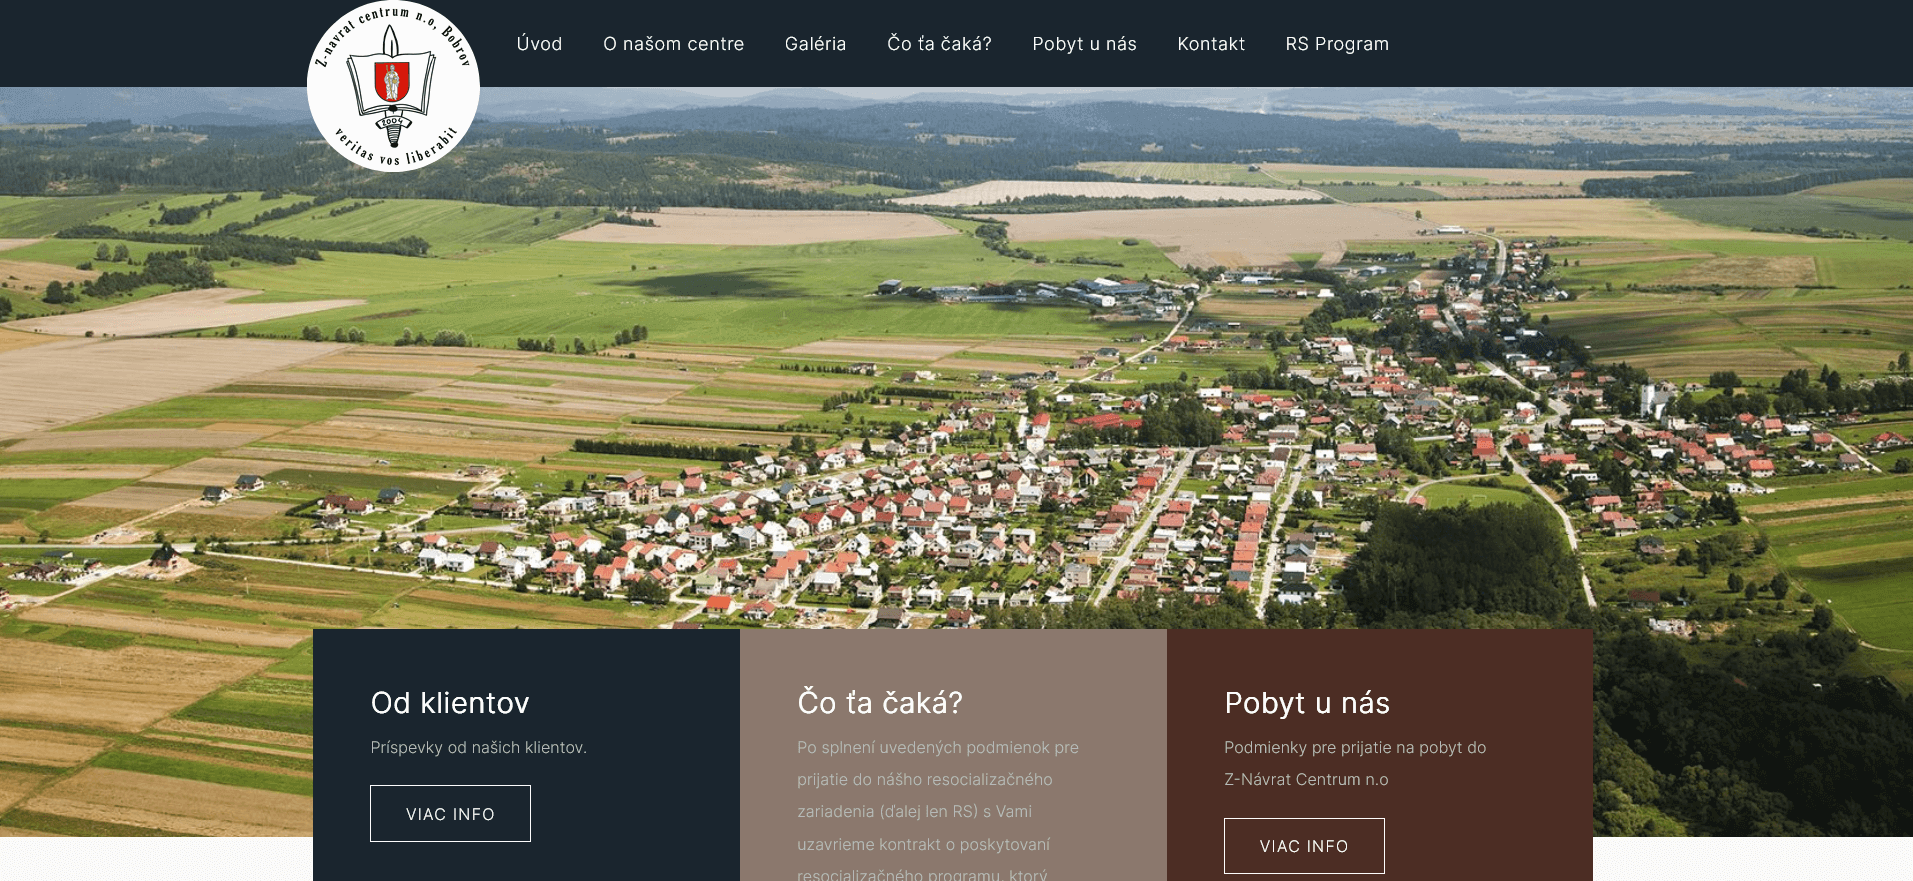 Z-návrat centrum n.o, Bobrov
2004
veritas vos liberabit
Úvod
O našom centre
Galéria
Čo ťa čaká?
Pobyt u nás
Kontakt
RS Program
Od klientov
Príspevky od našich klientov.
VIAC INFO
Čo ťa čaká?
Po splnení uvedených podmienok pre
prijatie do nášho resocializačného
zariadenia (ďalej len RS) s Vami
uzavrieme kontrakt o poskytovaní
resocializačného programu, ktorý
Pobyt u nás
Podmienky pre prijatie na pobyt do
Z-Návrat Centrum n.o
VIAC INFO